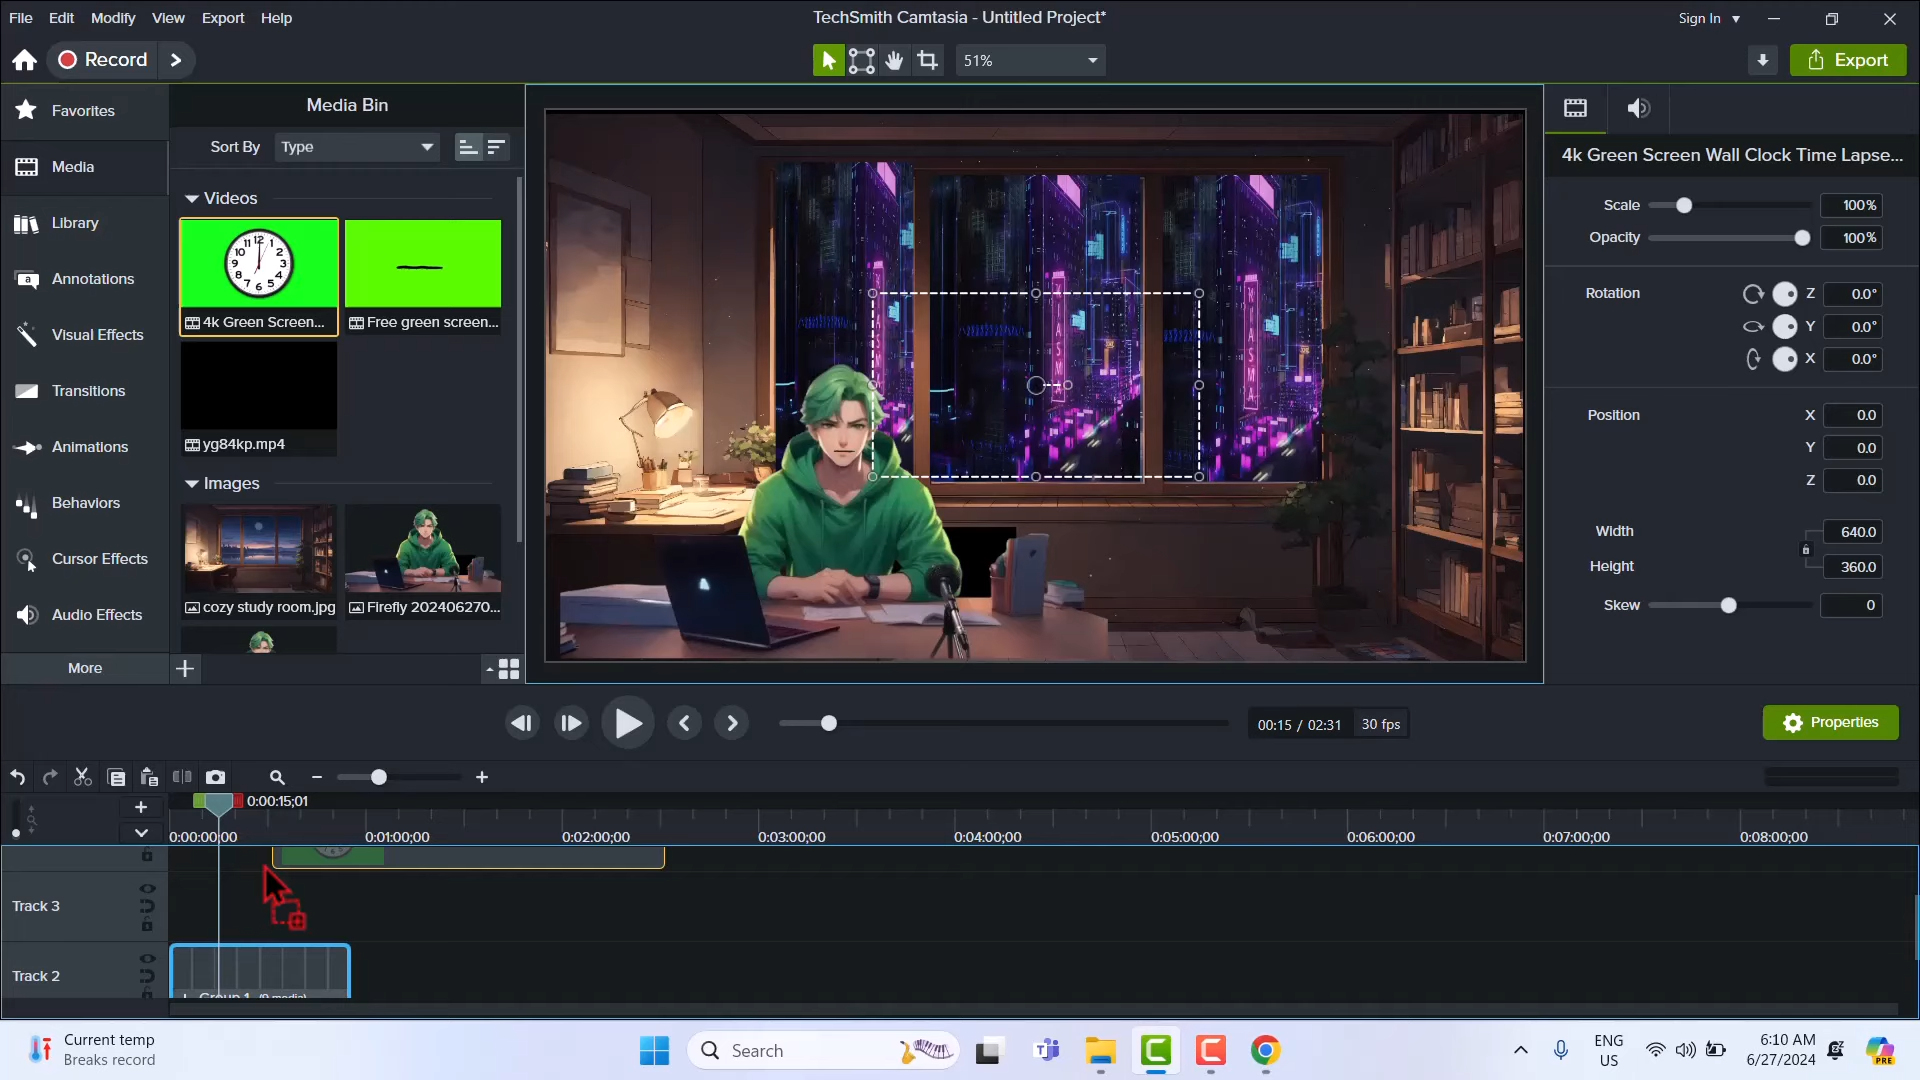 File Edit Modify View Export Help
TechSmith Camtasia - Untitled Project*
Sign In
Record
51%
Export
Favorites
Media
Library
Annotations
Visual Effects
Transitions
Animations
Behaviors
Cursor Effects
Audio Effects
More
Media Bin
Sort By Type
Videos
4k Green Screen...
Free green screen...
yg84kp.mp4
Images
cozy study room.jpg
Firefly 202406270...
4k Green Screen Wall Clock Time Lapse...
Scale 100%
Opacity 100%
Rotation Z 0.0°
Y 0.0°
X 0.0°
Position X 0.0
Y 0.0
Z 0.0
Width 640.0
Height 360.0
Skew 0
00:15 / 02:31 30 fps
Properties
0:00:15;01
0:00:00;00 0:01:00;00 0:02:00;00 0:03:00;00 0:04:00;00 0:05:00;00 0:06:00;00 0:07:00;00 0:08:00;00
Track 3
Track 2
Group 1 (9 media)
Current temp
Breaks record
Search
ENG
US
6:10 AM
6/27/2024
PRE